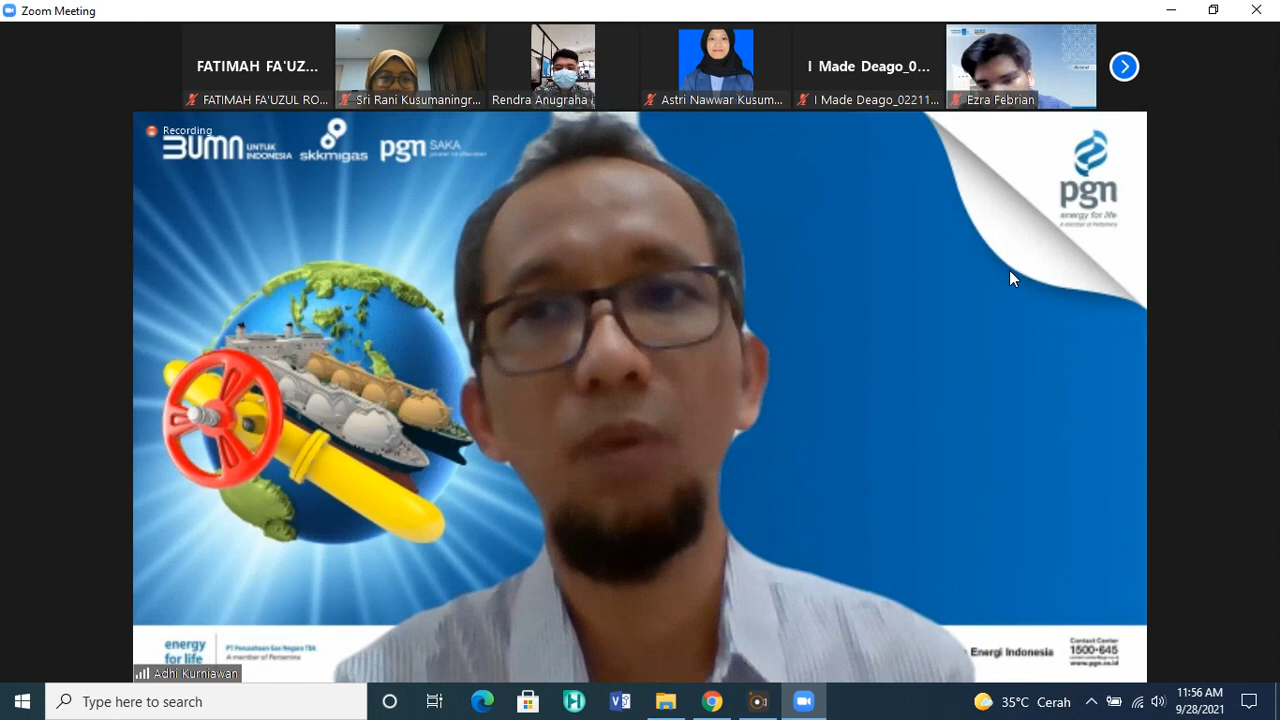 Zoom Meeting
FATIMAH FA'UZ...
I Made Deago_0...
FATIMAH FA'UZUL RO...
Sri Rani Kusumaningr...
Rendra Anugraha
Astri Nawwar Kusum...
I Made Deago_02211...
Ezra Febrian
Recording
BUMN UNTUK INDONESIA
skkmigas
pgn SAKA
pgn
energy for life
A member of Pertamina
energy
for life
PT Perusahaan Gas Negara Tbk
A member of Pertamina
Energi Indonesia
Contact Center
1500-645
www.pgn.co.id
Adhi Kurniawan
Type here to search
35°C Cerah
11:56 AM
9/28/2021